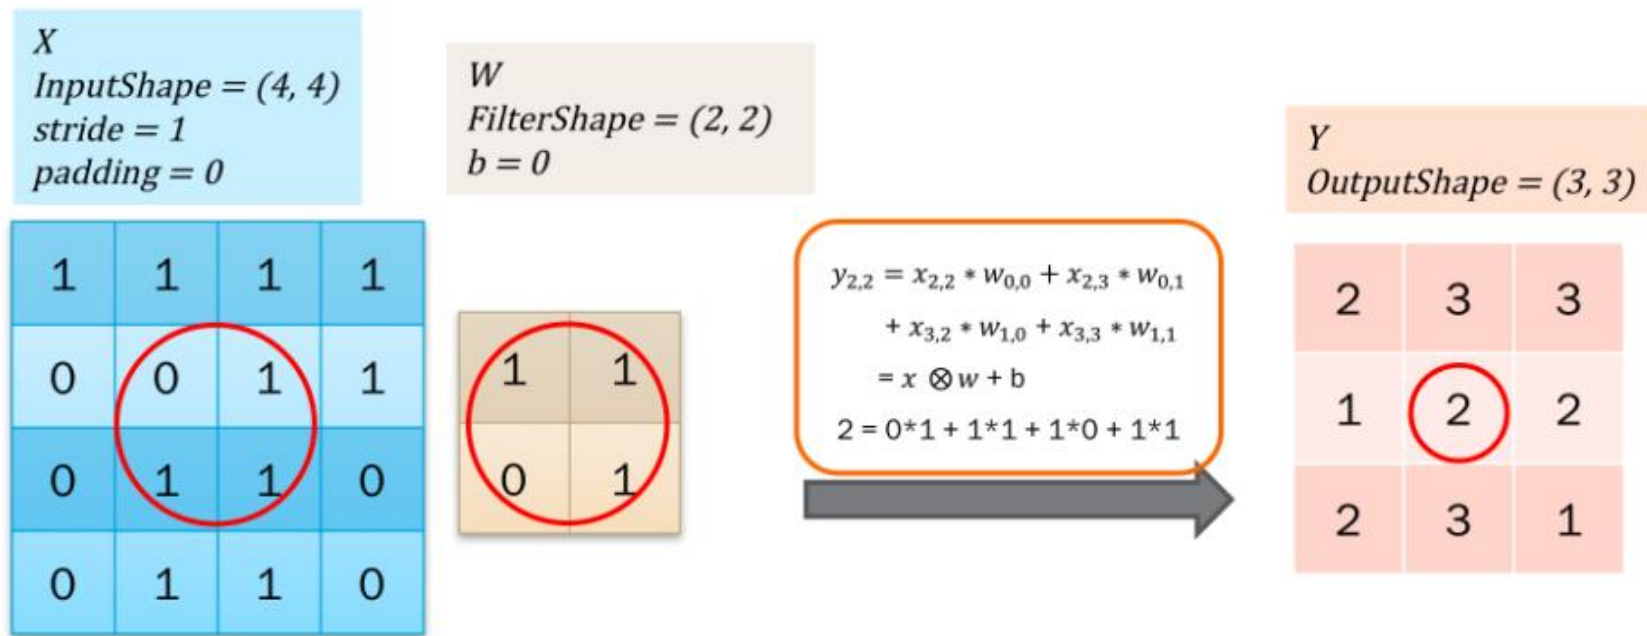 X
InputShape = (4, 4)
stride = 1
padding = 0
W
FilterShape = (2, 2)
b = 0
Y
OutputShape = (3, 3)
1 1 1 1
0 0 1 1
0 1 1 0
0 1 1 0
1 1
0 1
y₂,₂ = x₂,₂ * w₀,₀ + x₂,₃ * w₀,₁
+ x₃,₂ * w₁,₀ + x₃,₃ * w₁,₁
= x ⊗w + b
2 = 0*1 + 1*1 + 1*0 + 1*1
2 3 3
1 2 2
2 3 1